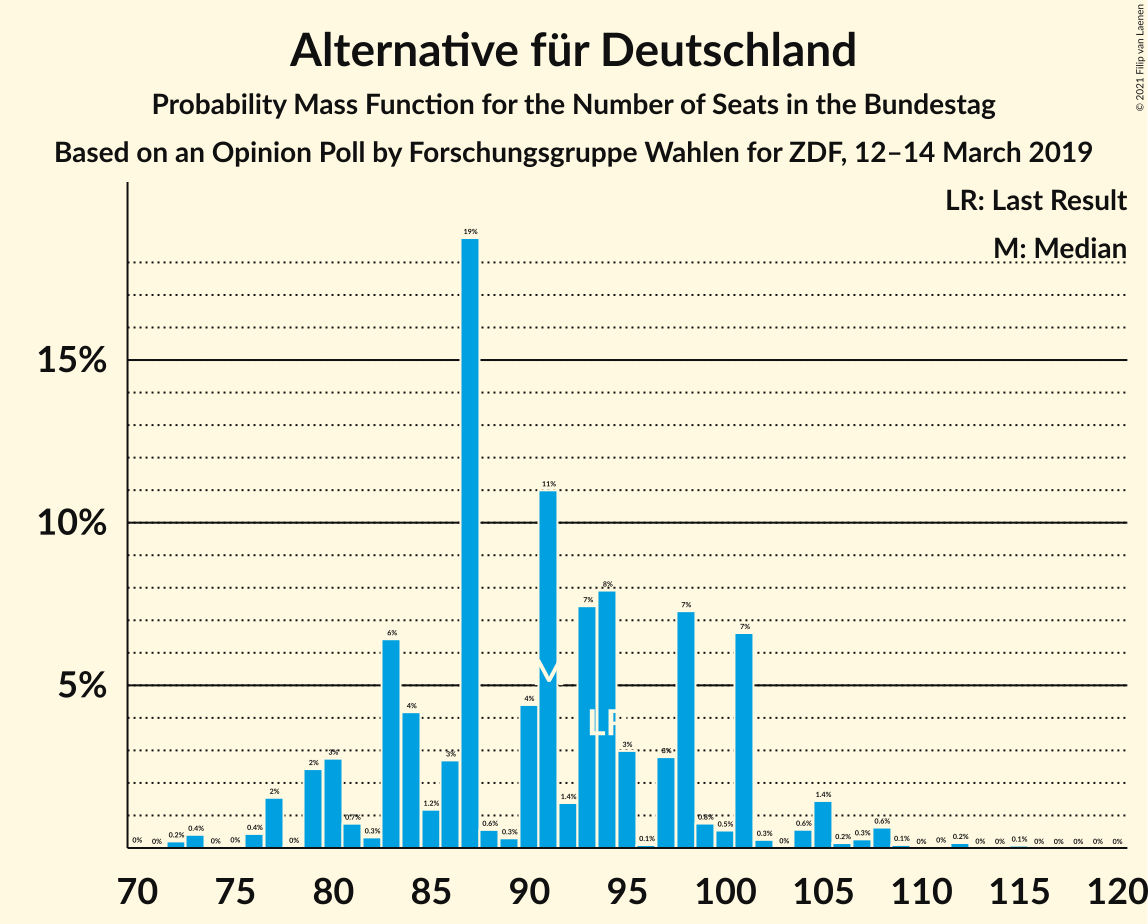 Alternative für Deutschland
Probability Mass Function for the Number of Seats in the Bundestag
Based on an Opinion Poll by Forschungsgruppe Wahlen for ZDF, 12–14 March 2019
© 2021 Filip van Laenen
LR: Last Result
M: Median
15%
10%
5%
0% 0% 0.2% 0.4% 0% 0% 0.4% 2% 0% 2% 3% 0.7% 0.3% 6% 4% 1.2% 3% 19% 0.6% 0.3% 4% 11% 1.4% 7% 8% 3% 0.1% 3% 7% 0.8% 0.5% 7% 0.3% 0% 0.6% 1.4% 0.2% 0.3% 0.6% 0.1% 0% 0% 0.2% 0% 0% 0.1% 0% 0% 0% 0% 0%
M
LR
70 75 80 85 90 95 100 105 110 115 120